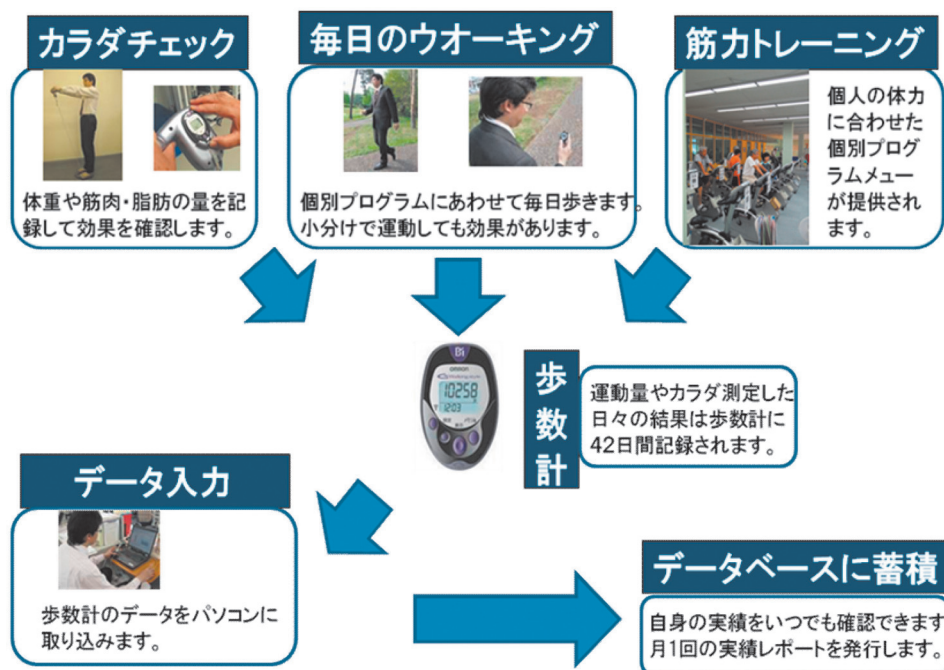 カラダチェック
体重や筋肉・脂肪の量を記
録して効果を確認します。
毎日のウオーキング
個別プログラムにあわせて毎日歩きます。
小分けで運動しても効果があります。
筋力トレーニング
個人の体力
に合わせた
個別プログ
ラムメュー
が提供され
ます。
OMRON
10258
12:03
歩数計
運動量やカラダ測定した
日々の結果は歩数計に
42日間記録されます。
データ入力
歩数計のデータをパソコンに
取り込みます。
データベースに蓄積
自身の実績をいつでも確認できます
月1回の実績レポートを発行します。